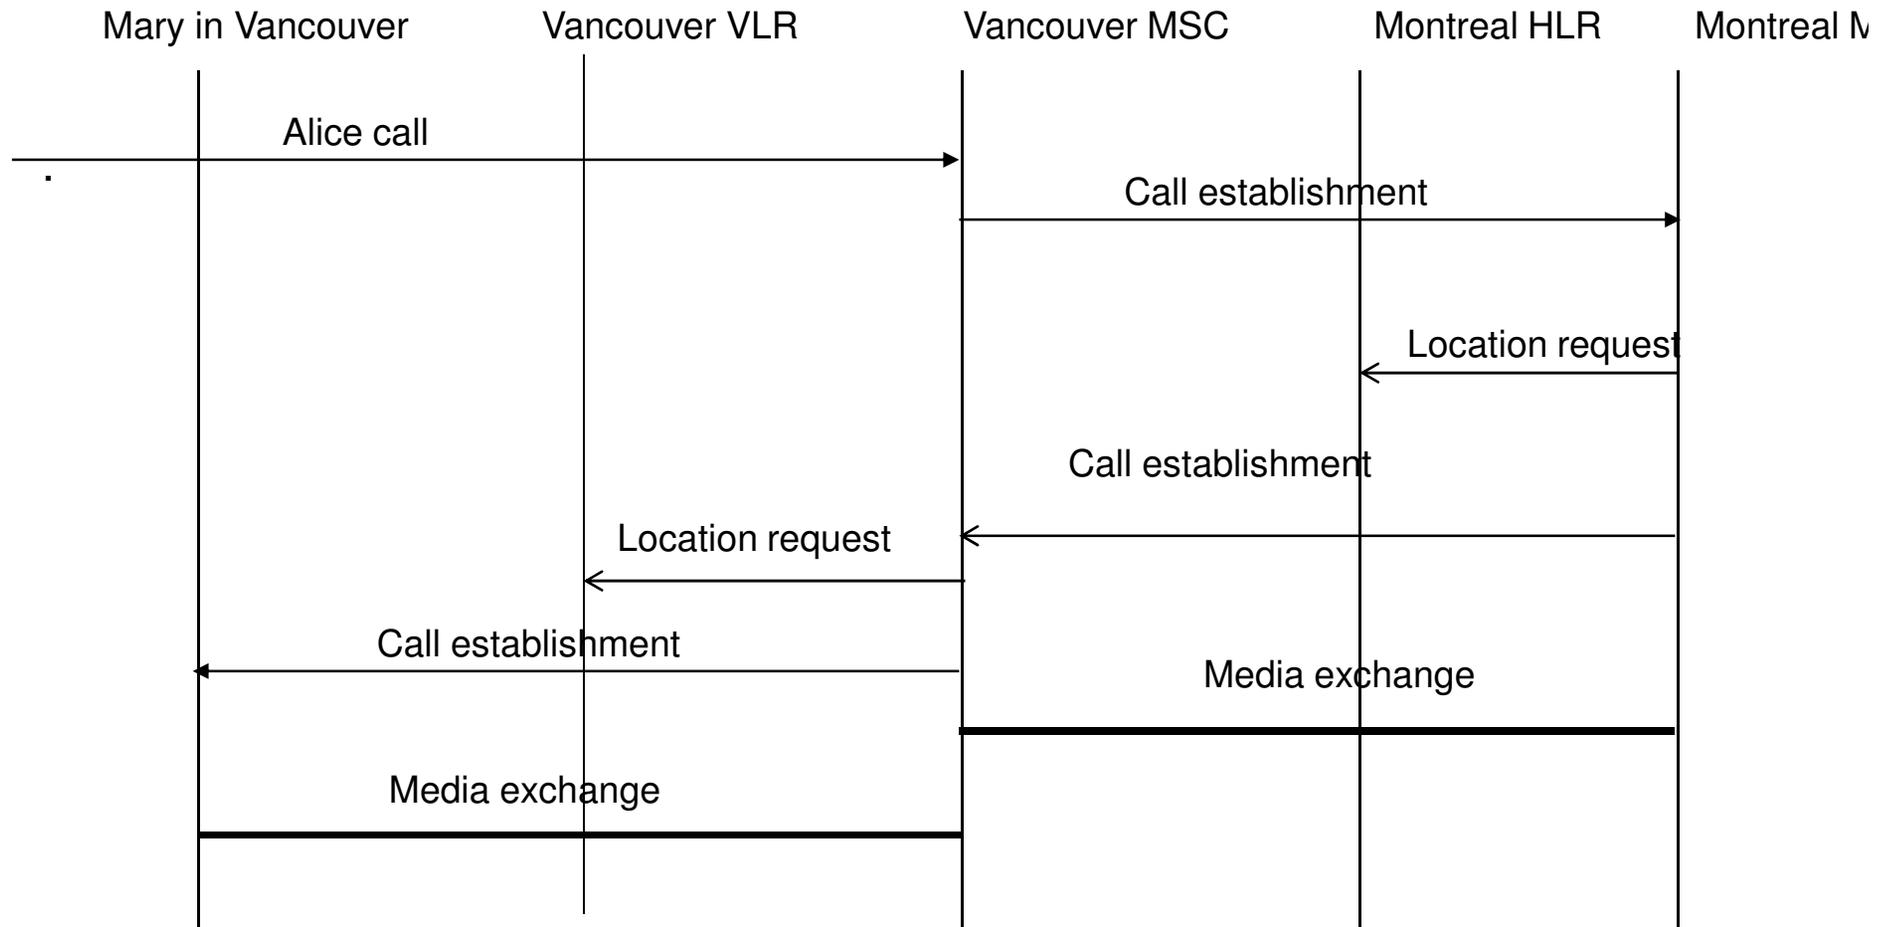 Mary in Vancouver Vancouver VLR Vancouver MSC Montreal HLR Montreal
Alice call
.
Call establishment
Location request
Call establishment
Location request
Call establishment
Media exchange
Media exchange